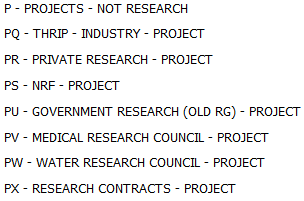 P - PROJECTS - NOT RESEARCH
PQ - THRIP - INDUSTRY - PROJECT
PR - PRIVATE RESEARCH - PROJECT
PS - NRF - PROJECT
PU - GOVERNMENT RESEARCH (OLD RG) - PROJECT
PV - MEDICAL RESEARCH COUNCIL - PROJECT
PW - WATER RESEARCH COUNCIL - PROJECT
PX - RESEARCH CONTRACTS - PROJECT